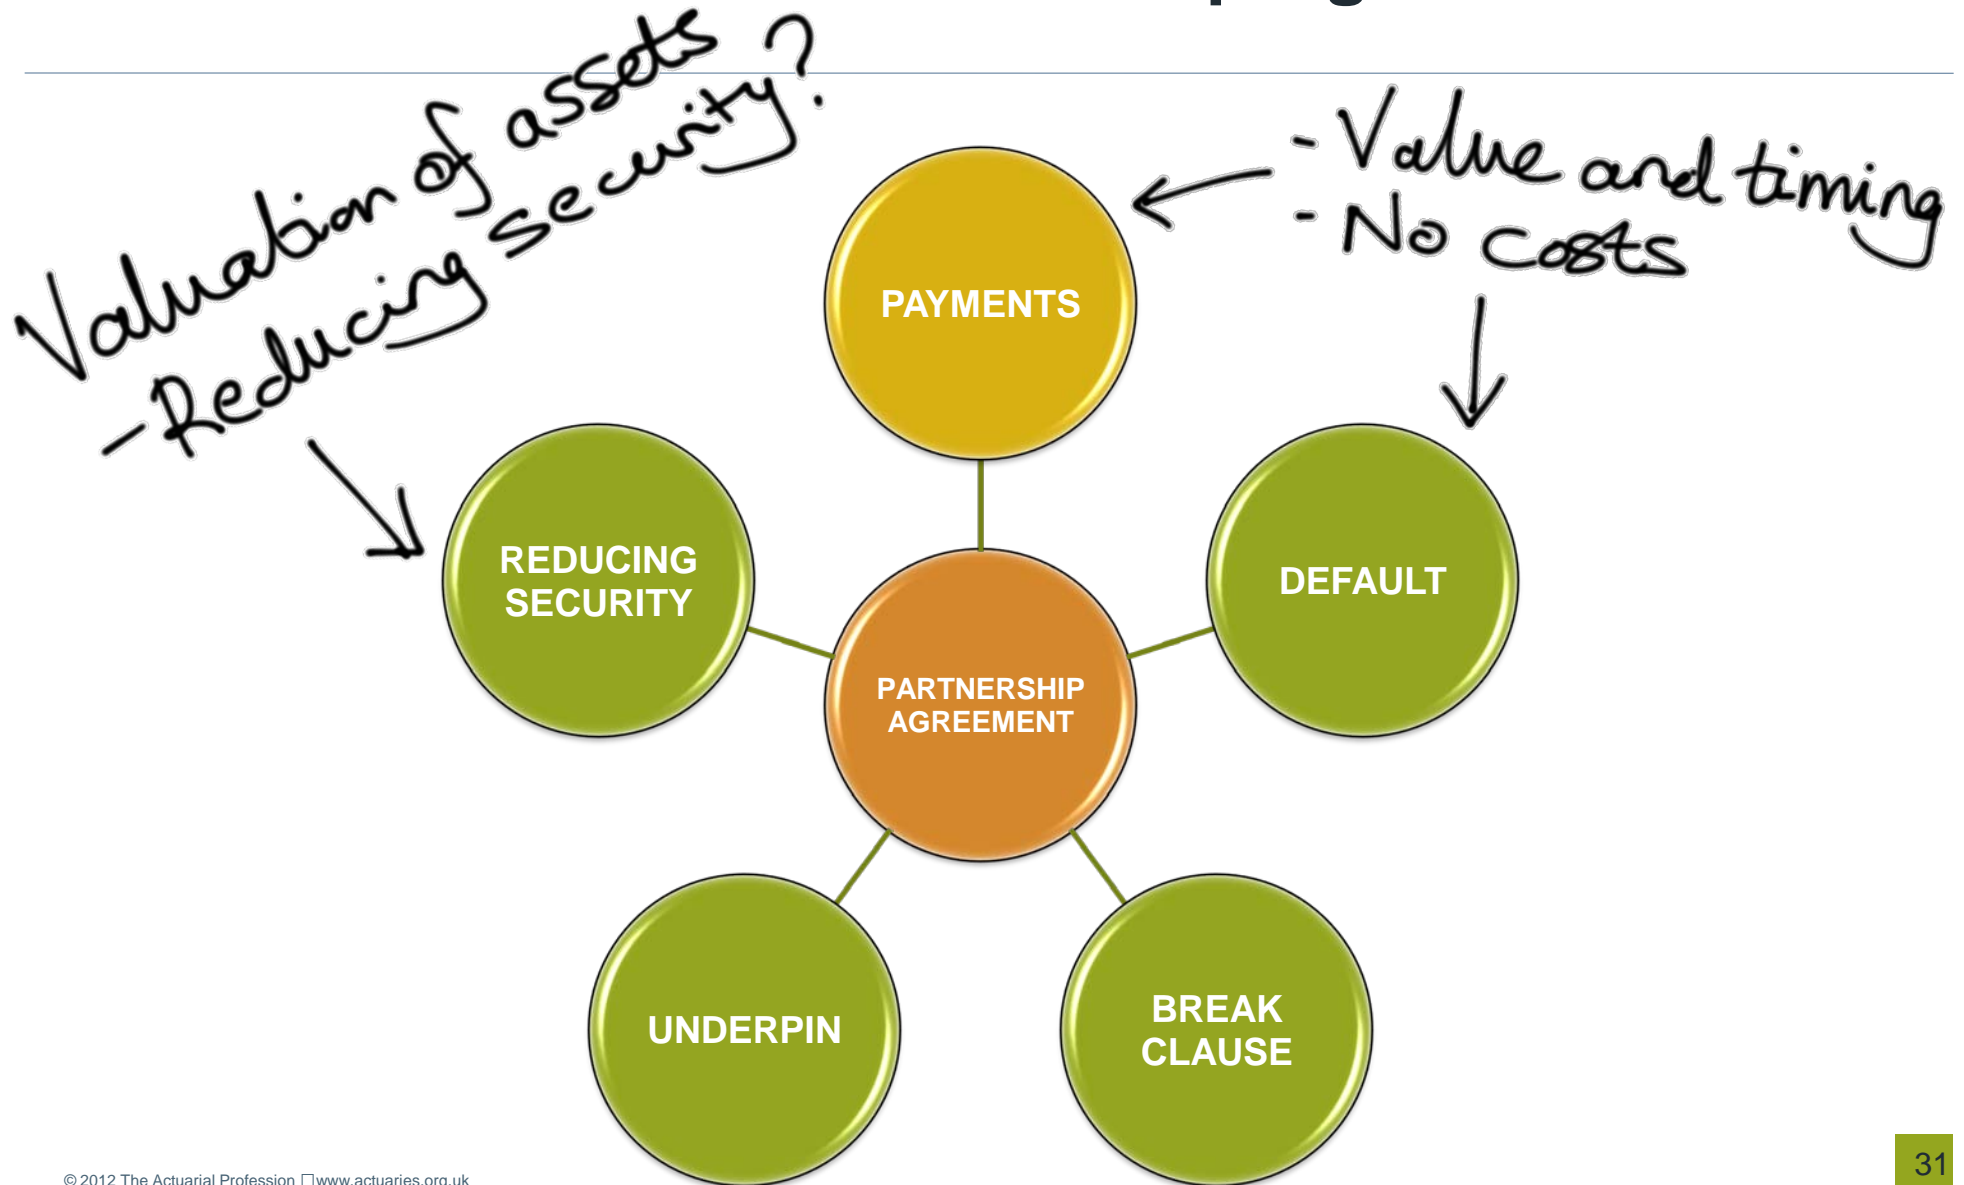 Valuation of assets
- Reducing security?
- Value and timing
- No costs
PAYMENTS
REDUCING
SECURITY
DEFAULT
PARTNERSHIP
AGREEMENT
UNDERPIN
BREAK
CLAUSE
© 2012 The Actuarial Profession □www.actuaries.org.uk
31